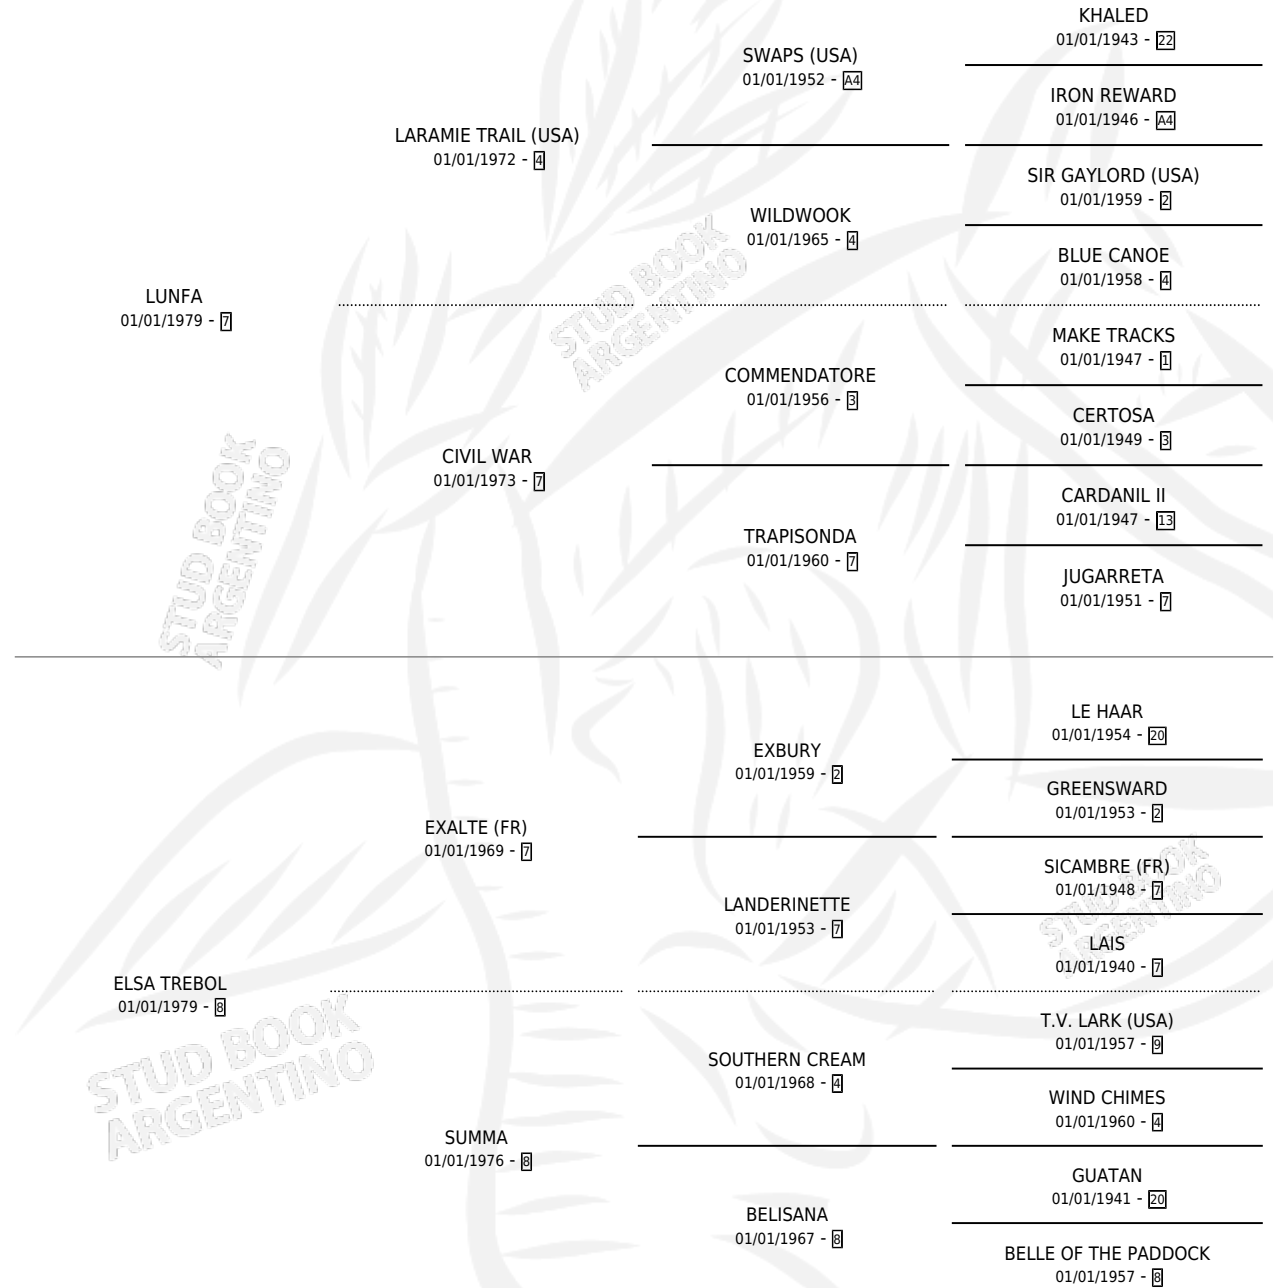 KHALED
01/01/1943 - 22
SWAPS (USA)
01/01/1952 - A4
IRON REWARD
01/01/1946 - A4
LARAMIE TRAIL (USA)
01/01/1972 - 4
SIR GAYLORD (USA)
01/01/1959 - 2
WILDWOOK
01/01/1965 - 4
BLUE CANOE
01/01/1958 - 4
LUNFA
01/01/1979 - 7
STUD BOOK
ARGENTINO
MAKE TRACKS
01/01/1947 - 1
COMMENDATORE
01/01/1956 - 3
CERTOSA
01/01/1949 - 3
CIVIL WAR
01/01/1973 - 7
CARDANIL II
01/01/1947 - 13
TRAPISONDA
01/01/1960 - 7
JUGARRETA
01/01/1951 - 7
STUD BOOK
ARGENTINO
LE HAAR
01/01/1954 - 20
EXBURY
01/01/1959 - 2
GREENSWARD
01/01/1953 - 2
EXALTE (FR)
01/01/1969 - 7
SICAMBRE (FR)
01/01/1948 - 7
LANDERINETTE
01/01/1953 - 7
LAIS
01/01/1940 - 7
STUD BOOK
ARGENTINO
ELSA TREBOL
01/01/1979 - 8
T.V. LARK (USA)
01/01/1957 - 9
SOUTHERN CREAM
01/01/1968 - 4
WIND CHIMES
01/01/1960 - 4
STUD BOOK
ARGENTINO
SUMMA
01/01/1976 - 8
GUATAN
01/01/1941 - 20
BELISANA
01/01/1967 - 8
BELLE OF THE PADDOCK
01/01/1957 - 8